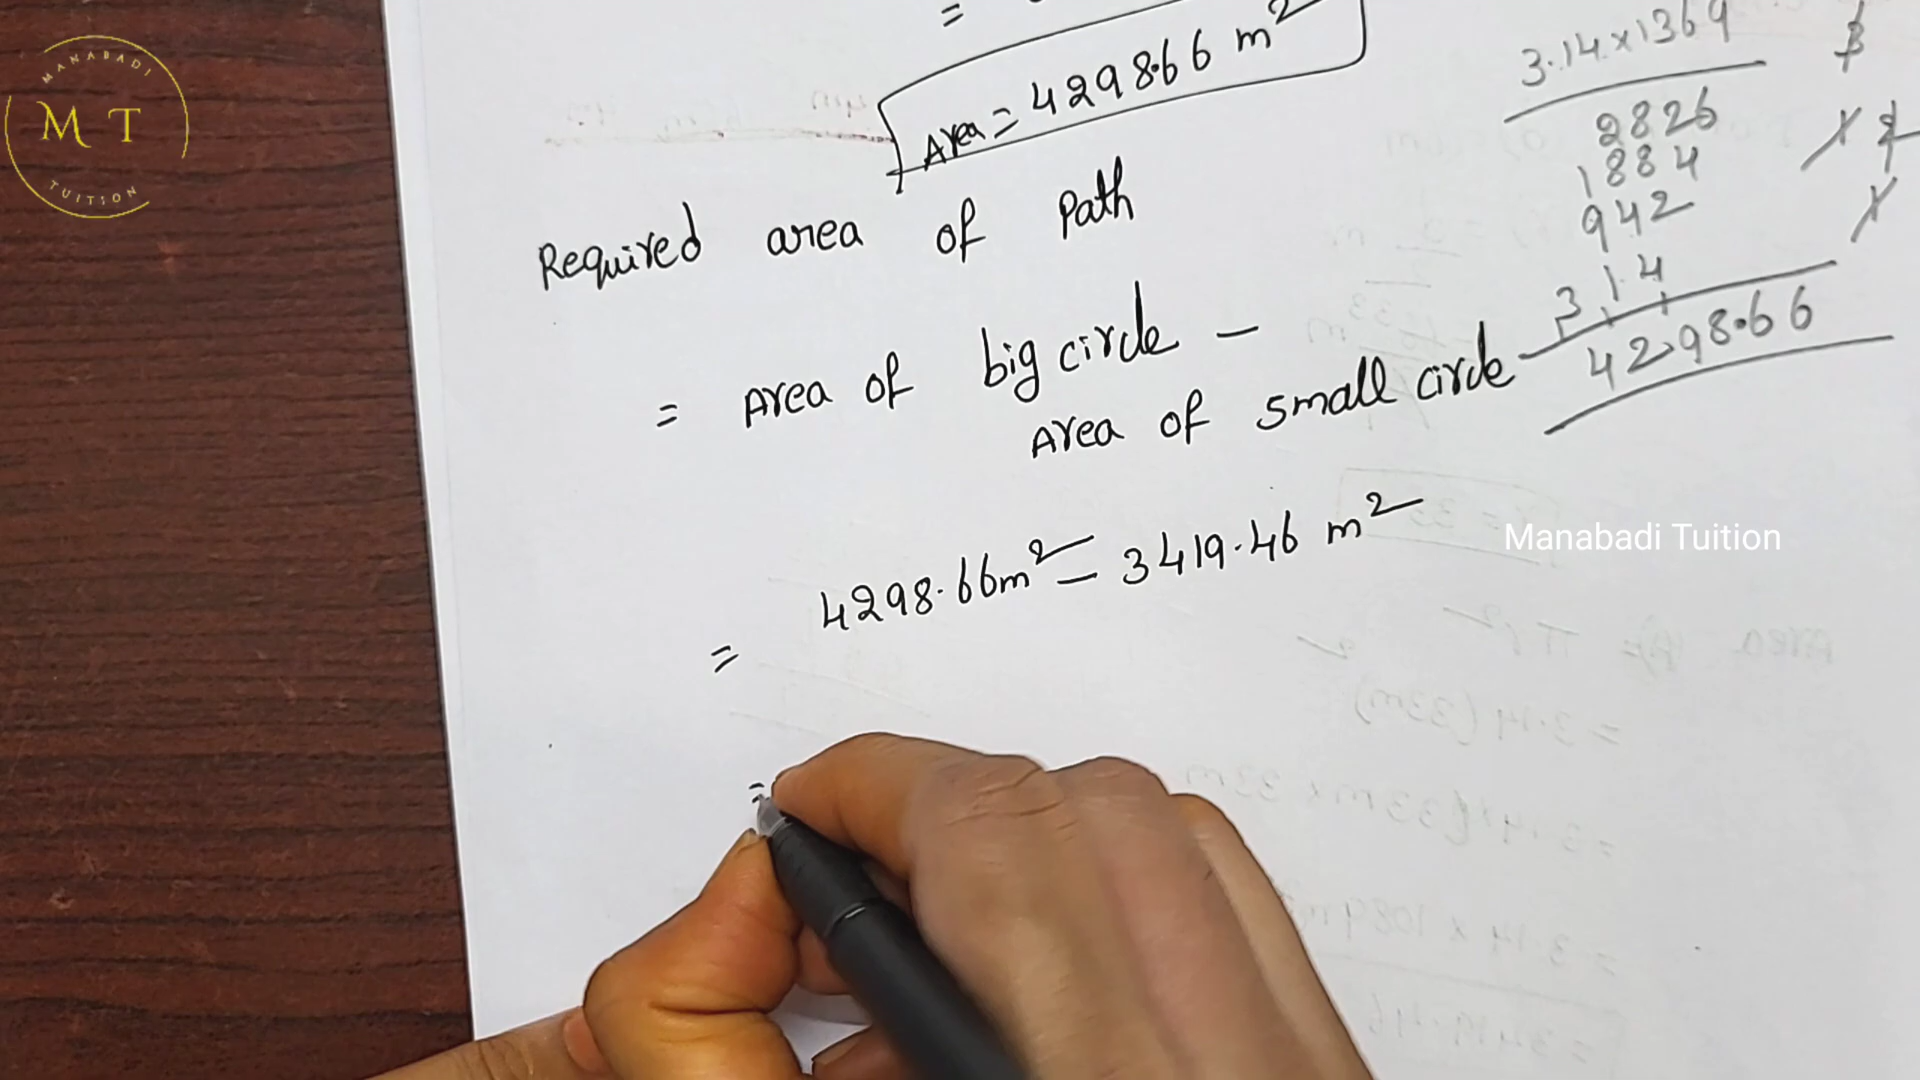 MANABADI
M T
TUITION
=
Area = 4298.66 m²
Required area of Path
= Area of big circle -
Area of small circle
= 4298.66m² - 3419.46 m²
=
3.14 x 1369
2826
1884
942
314
4298.66
Manabadi Tuition